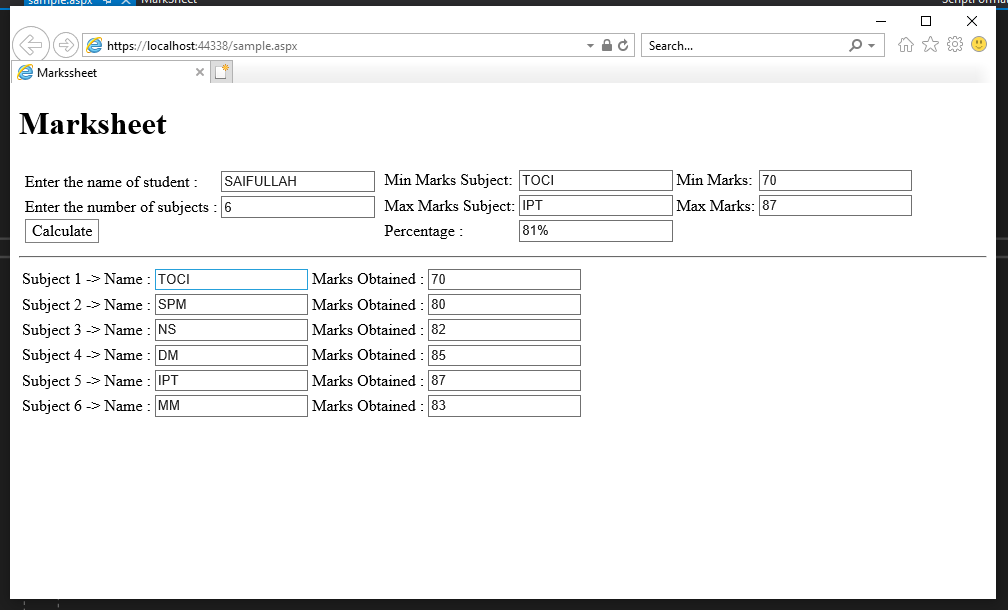 sample.aspx MarkSheet
https://localhost:44338/sample.aspx Search...
Markssheet
Marksheet
Enter the name of student : SAIFULLAH Min Marks Subject: TOCI Min Marks: 70
Enter the number of subjects : 6 Max Marks Subject: IPT Max Marks: 87
Calculate Percentage : 81%
Subject 1 -> Name : TOCI Marks Obtained : 70
Subject 2 -> Name : SPM Marks Obtained : 80
Subject 3 -> Name : NS Marks Obtained : 82
Subject 4 -> Name : DM Marks Obtained : 85
Subject 5 -> Name : IPT Marks Obtained : 87
Subject 6 -> Name : MM Marks Obtained : 83